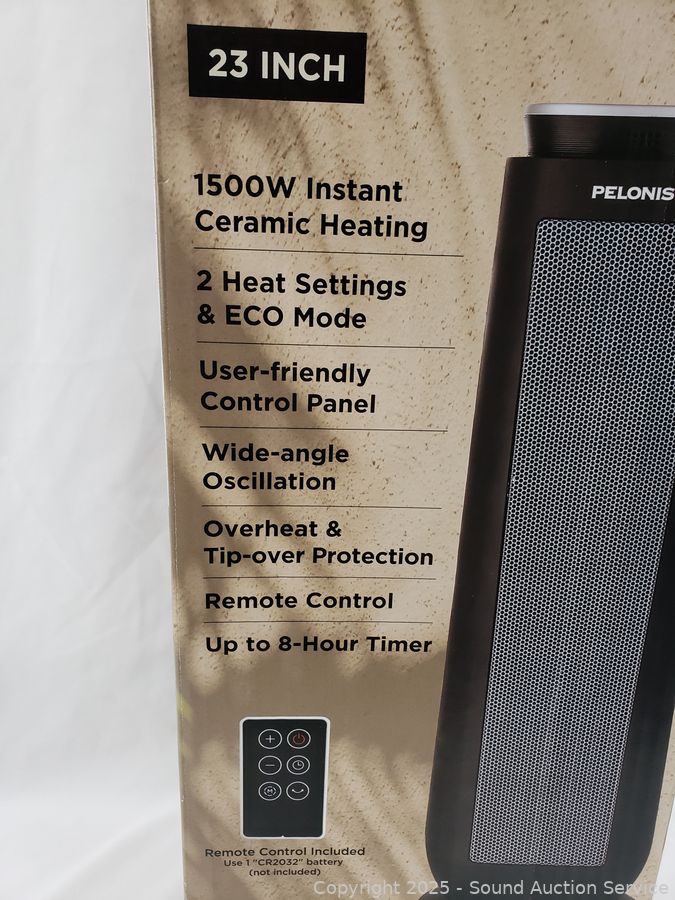 23 INCH
PELONIS
1500W Instant
Ceramic Heating
2 Heat Settings
& ECO Mode
User-friendly
Control Panel
Wide-angle
Oscillation
Overheat &
Tip-over Protection
Remote Control
Up to 8-Hour Timer
Remote Control Included
Use 1 "CR2032" battery
(not included)
Copyright 2025 - Sound Auction Service